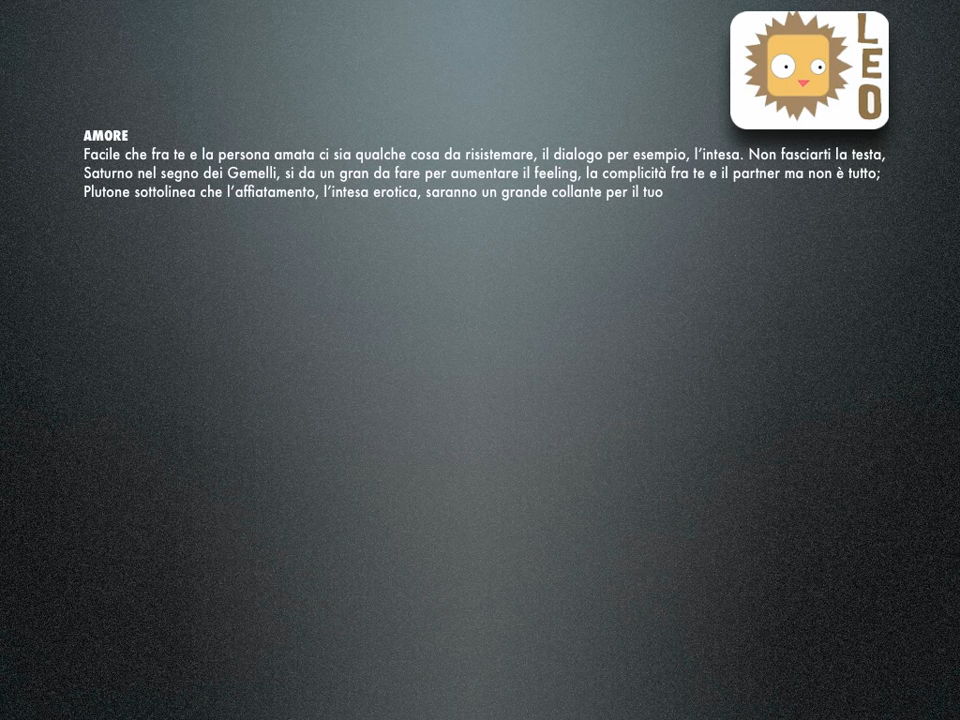 LEO
AMORE
Facile che fra te e la persona amata ci sia qualche cosa da risistemare, il dialogo per esempio, l’intesa. Non fasciarti la testa,
Saturno nel segno dei Gemelli, si da un gran da fare per aumentare il feeling, la complicità fra te e il partner ma non è tutto;
Plutone sottolinea che l’affiatamento, l’intesa erotica, saranno un grande collante per il tuo